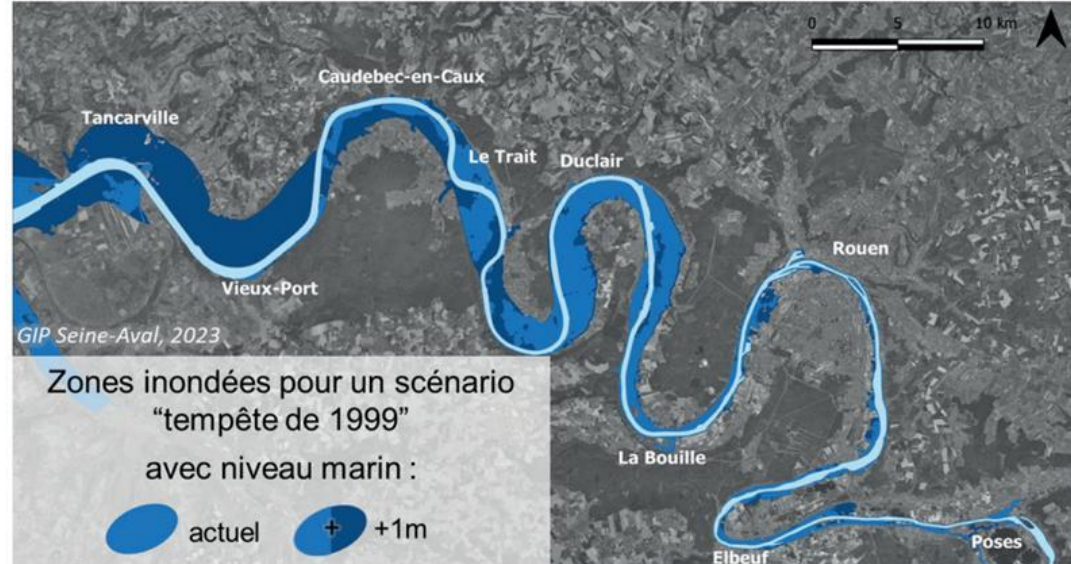 0 5 10 km
Caudebec-en-Caux
Tancarville
Le Trait
Duclair
Rouen
Vieux-Port
GIP Seine-Aval, 2023
La Bouille
Elbeuf
Poses
Zones inondées pour un scénario
“tempête de 1999”
avec niveau marin :
actuel
+ +1m